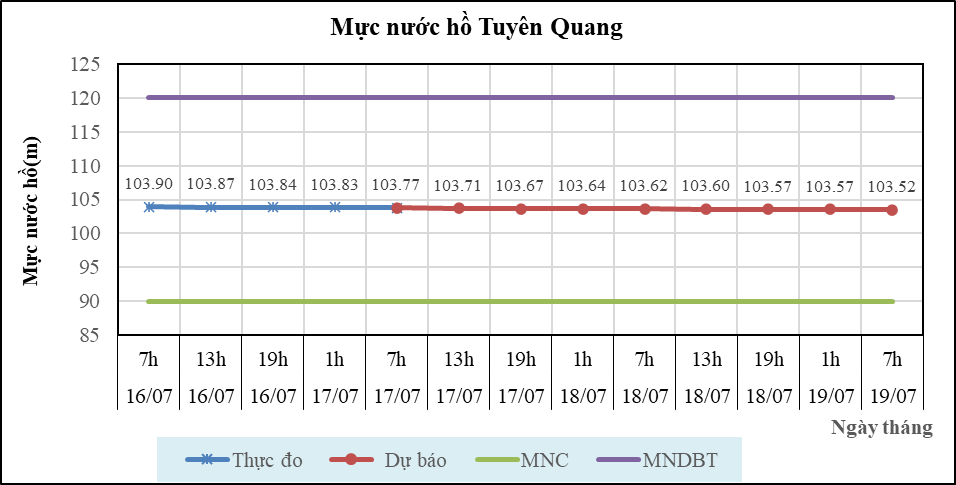 Mực nước hồ Tuyên Quang
Mực nước hồ(m)
125
120
115
110
105
100
95
90
85
103.90 103.87 103.84 103.83 103.77 103.71 103.67 103.64 103.62 103.60 103.57 103.57 103.52
7h 13h 19h 1h 7h 13h 19h 1h 7h 13h 19h 1h 7h
16/07 16/07 16/07 17/07 17/07 17/07 17/07 18/07 18/07 18/07 18/07 19/07 19/07
Ngày tháng
Thực đo Dự báo MNC MNDBT